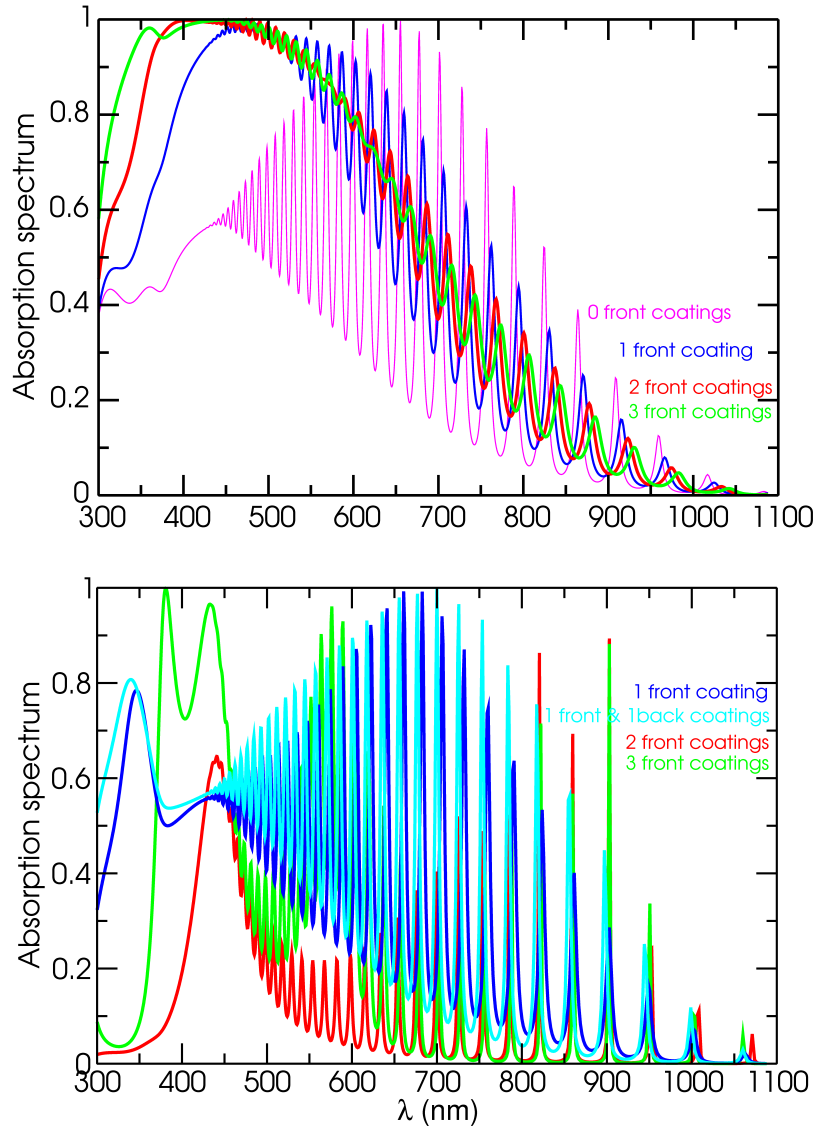 1
0.8
0.6
0.4
0.2
0
Absorption spectrum
0 front coatings
1 front coating
2 front coatings
3 front coatings
300 400 500 600 700 800 900 1000 1100
1
0.8
0.6
0.4
0.2
0
Absorption spectrum
1 front coating
1 front & 1back coatings
2 front coatings
3 front coatings
300 400 500 600 700 800 900 1000 1100
λ (nm)